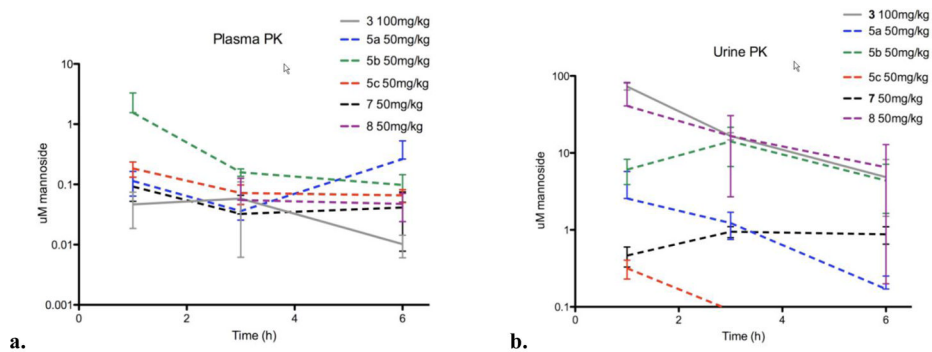 Plasma PK
3 100mg/kg
5a 50mg/kg
5b 50mg/kg
5c 50mg/kg
7 50mg/kg
8 50mg/kg
uM mannoside
10
1
0.1
0.01
0.001
0
2
4
6
Time (h)
a.
Urine PK
3 100mg/kg
5a 50mg/kg
5b 50mg/kg
5c 50mg/kg
7 50mg/kg
8 50mg/kg
uM mannoside
100
10
1
0.1
0
2
4
6
Time (h)
b.